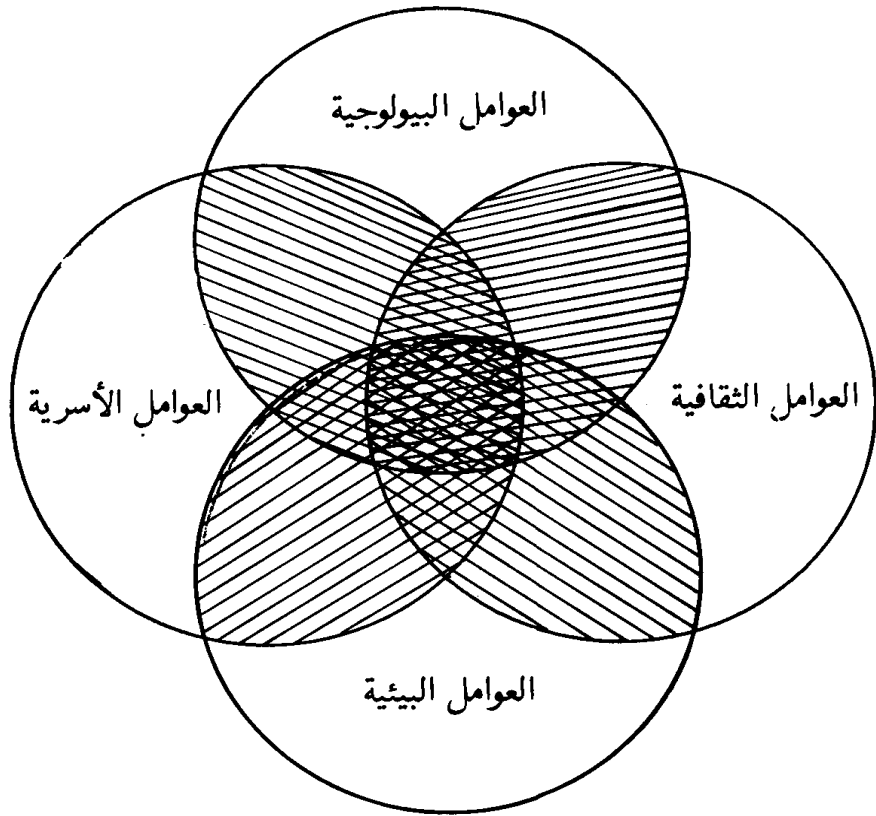 العوامل البيولوجية
العوامل الثقافية
العوامل الأسرية
العوامل البيئية